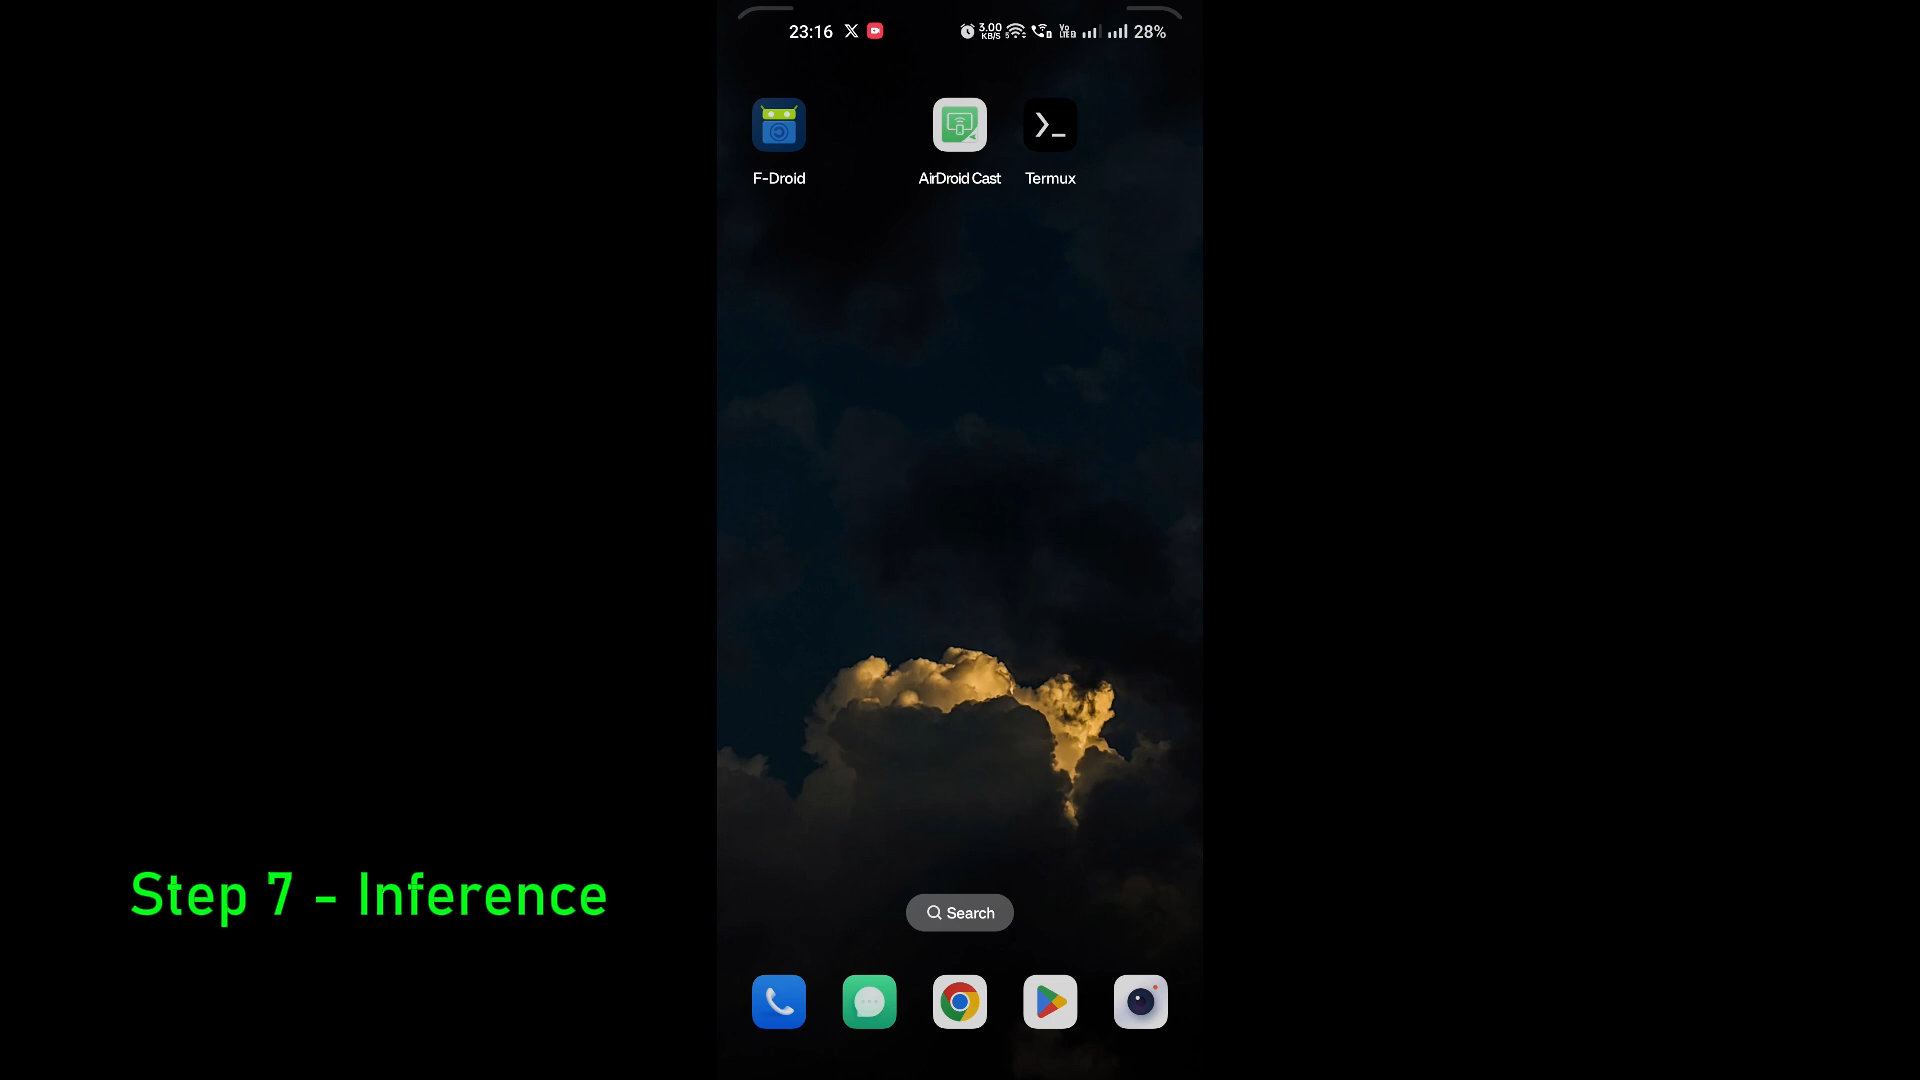 23:16 3.00 KB/S 28%
F-Droid AirDroid Cast Termux
Step 7 - Inference
Search